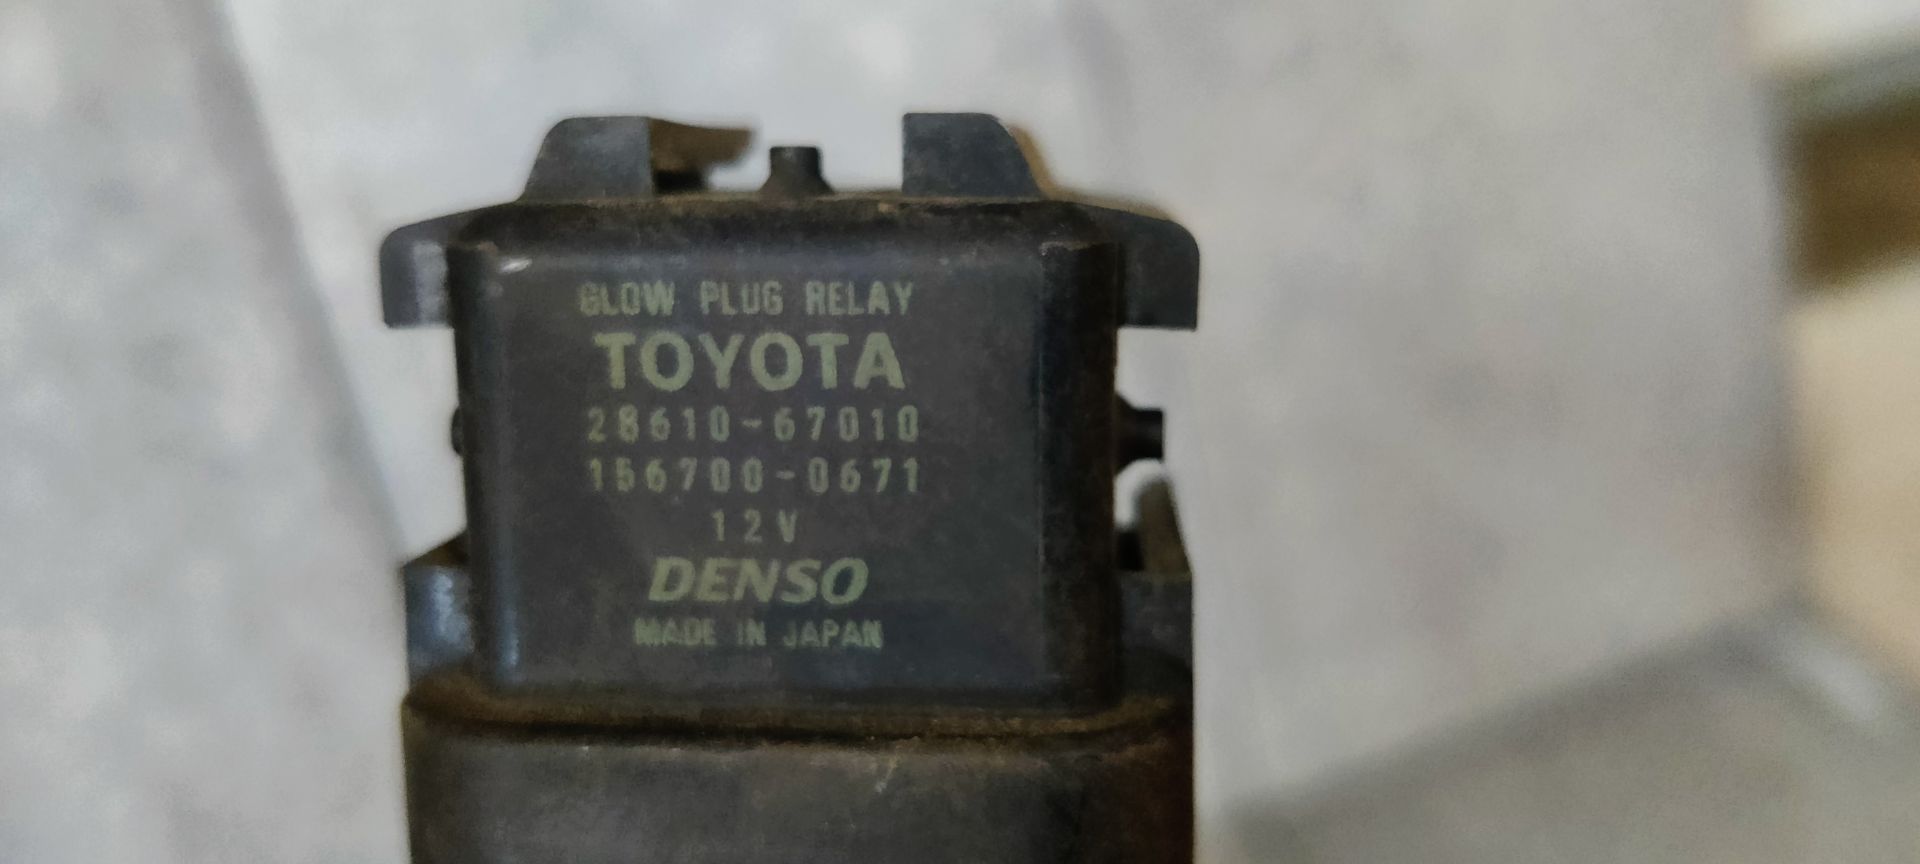 GLOW PLUG RELAY
TOYOTA
28610-67010
156700-0671
12V
DENSO
MADE IN JAPAN